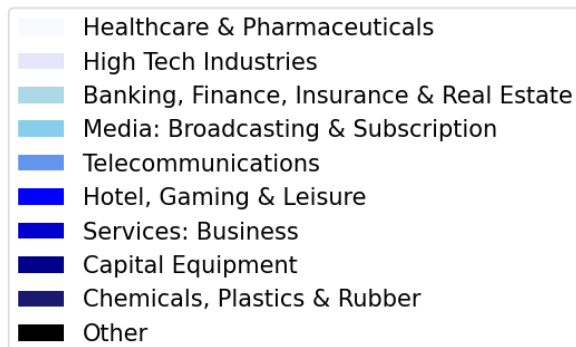 Healthcare & Pharmaceuticals
High Tech Industries
Banking, Finance, Insurance & Real Estate
Media: Broadcasting & Subscription
Telecommunications
Hotel, Gaming & Leisure
Services: Business
Capital Equipment
Chemicals, Plastics & Rubber
Other